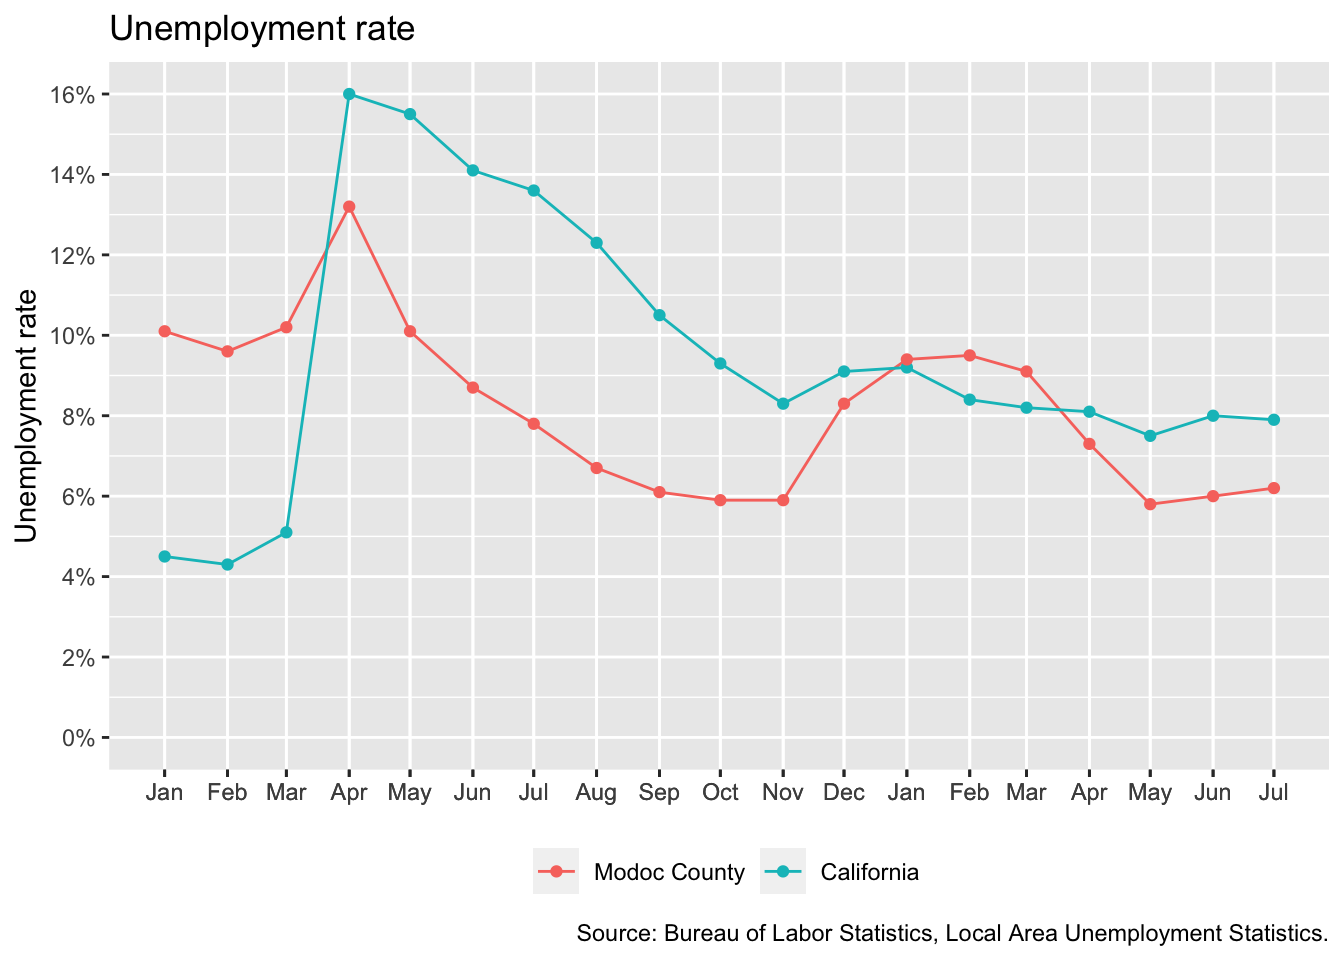 Unemployment rate
Unemployment rate
16%
14%
12%
10%
8%
6%
4%
2%
0%
Jan Feb Mar Apr May Jun Jul Aug Sep Oct Nov Dec Jan Feb Mar Apr May Jun Jul
Modoc County California
Source: Bureau of Labor Statistics, Local Area Unemployment Statistics.